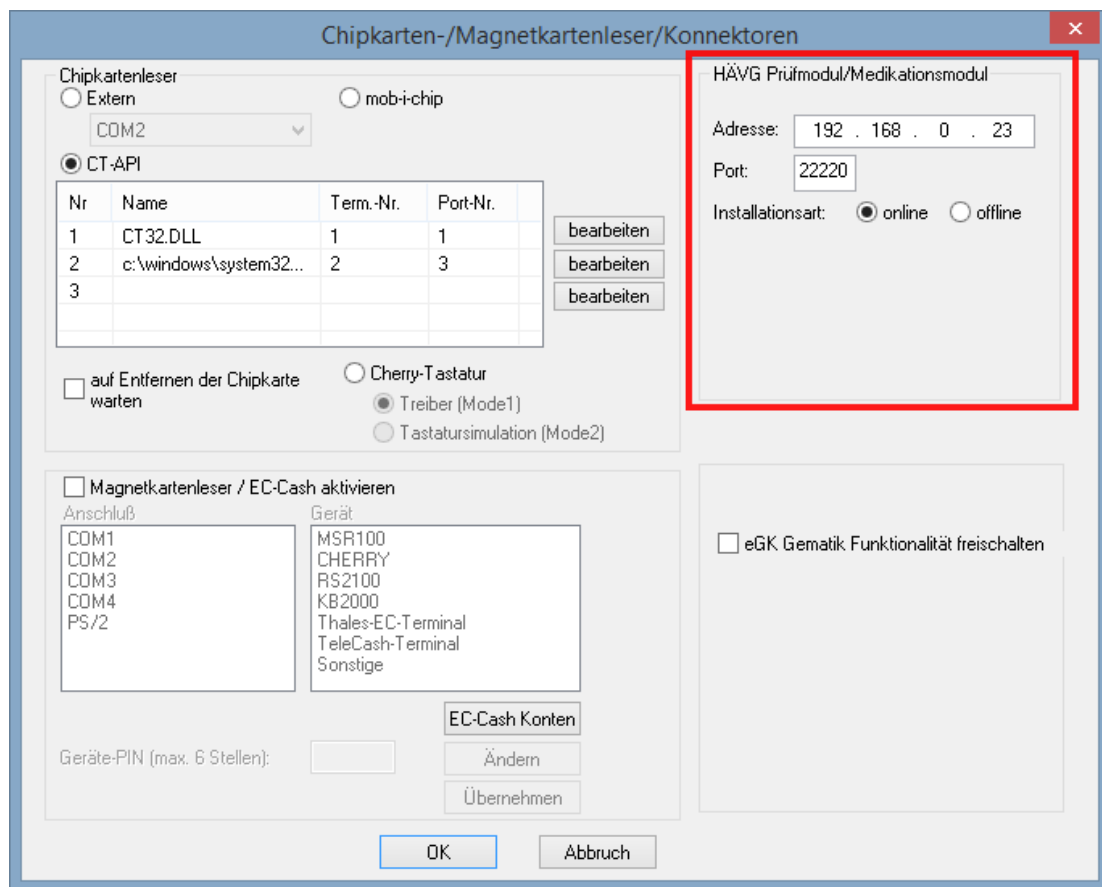 Chipkarten-/Magnetkartenleser/Konnektoren
Chipkartenleser
Extern
mob-i-chip
COM2
CT-API
Nr Name Term.-Nr. Port-Nr.
1 CT32.DLL 1 1
bearbeiten
2 c:\windows\system32... 2 3
bearbeiten
3
bearbeiten
auf Entfernen der Chipkarte
warten
Cherry-Tastatur
Treiber (Mode1)
Tastatursimulation (Mode2)
HÄVG Prüfmodul/Medikationsmodul
Adresse: 192 . 168 . 0 . 23
Port: 22220
Installationsart: online offline
Magnetkartenleser / EC-Cash aktivieren
Anschluß
COM1
COM2
COM3
COM4
PS/2
Gerät
MSR100
CHERRY
RS2100
KB2000
Thales-EC-Terminal
TeleCash-Terminal
Sonstige
EC-Cash Konten
Geräte-PIN (max. 6 Stellen):
Ändern
Übernehmen
eGK Gematik Funktionalität freischalten
OK
Abbruch